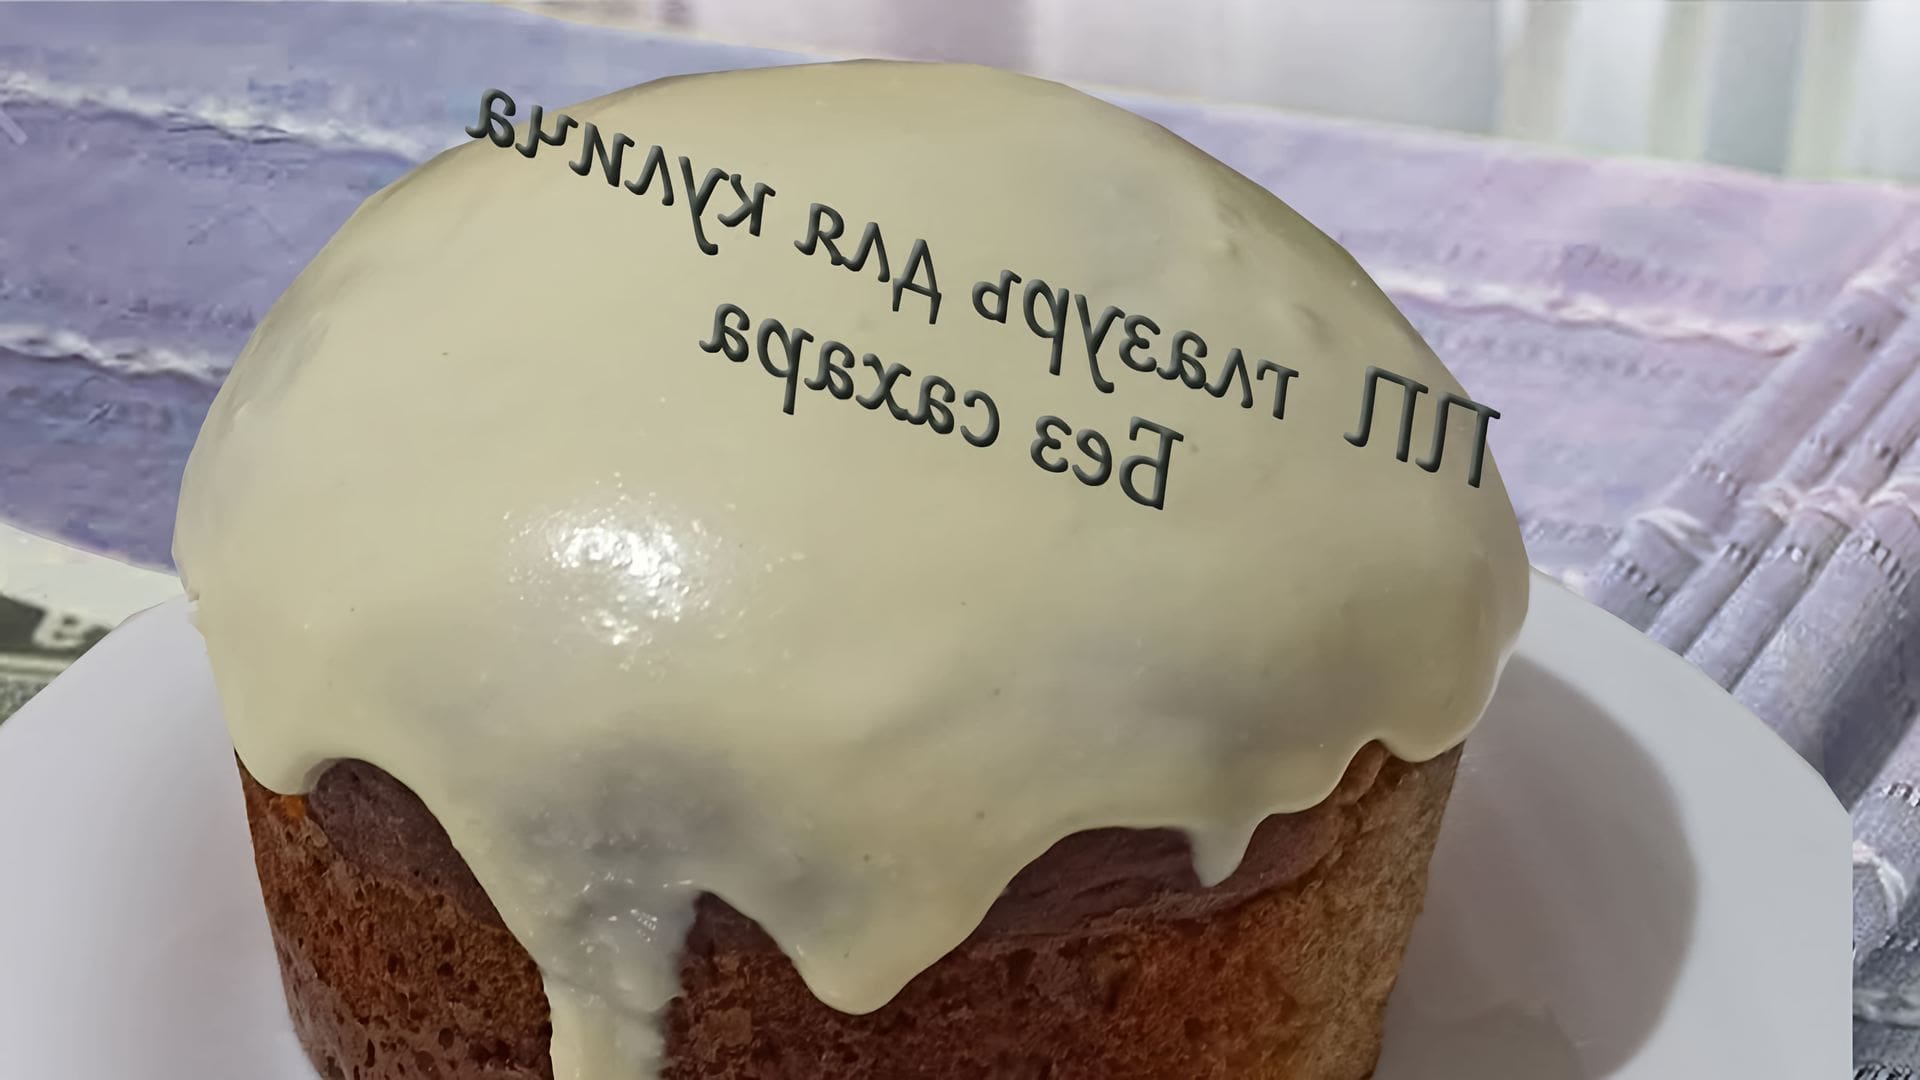 ПП глазурь для кулича
Без сахара